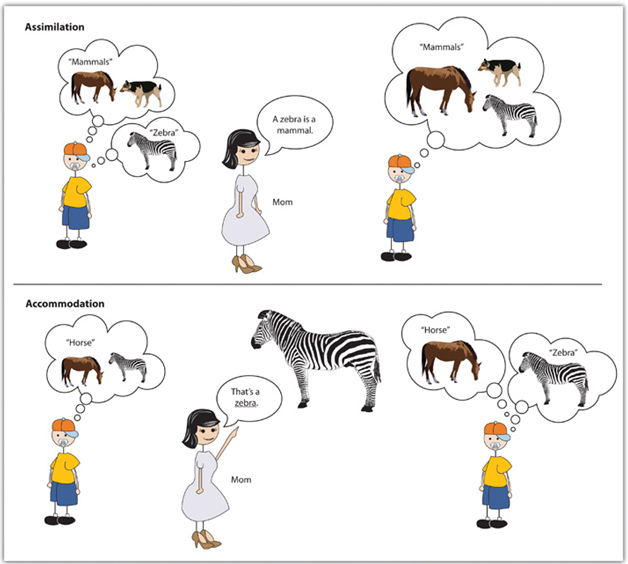 Assimilation
“Mammals”
“Zebra”
A zebra is a
mammal.
Mom
“Mammals”
Accommodation
“Horse”
That’s a
zebra.
Mom
“Horse”
“Zebra”